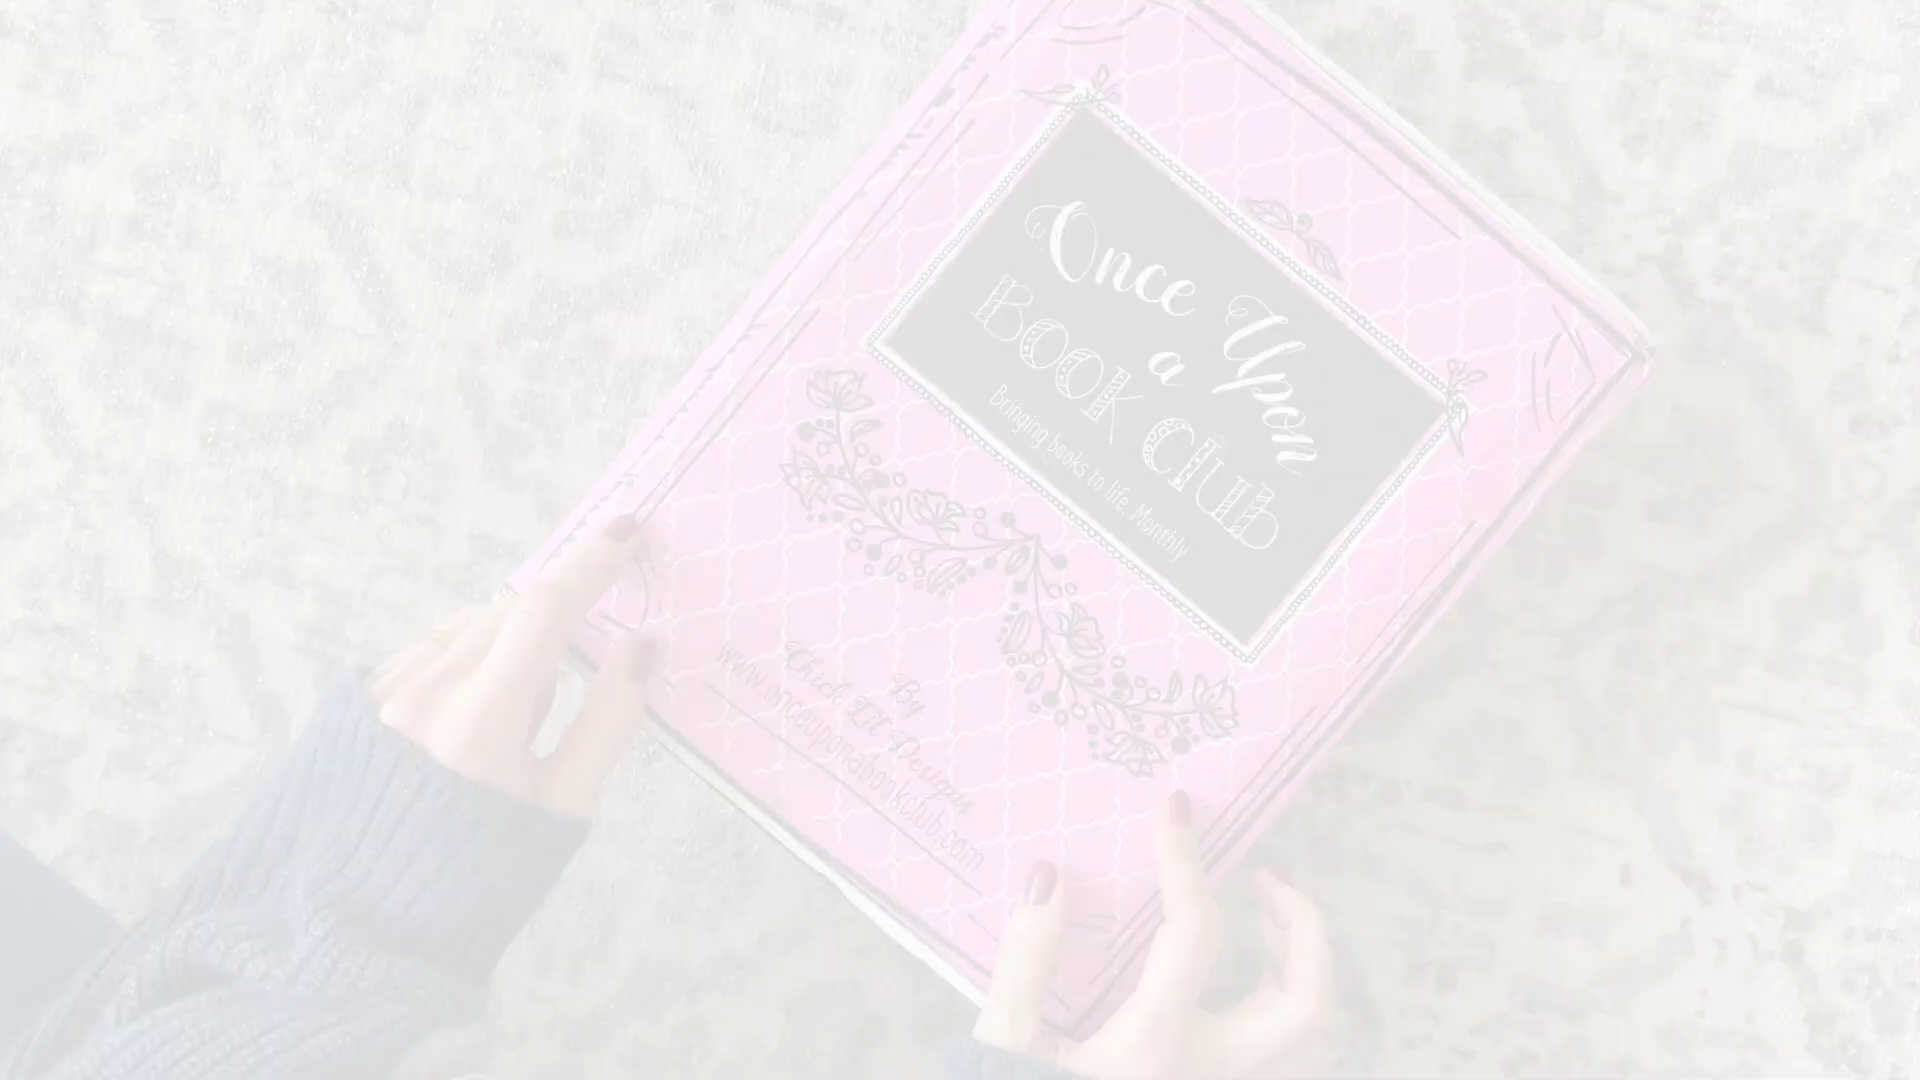 Once Upon
a
BOOK CLUB
Bringing books to life. Monthly
By
Chick Lit Designs
www.onceuponabookclub.com